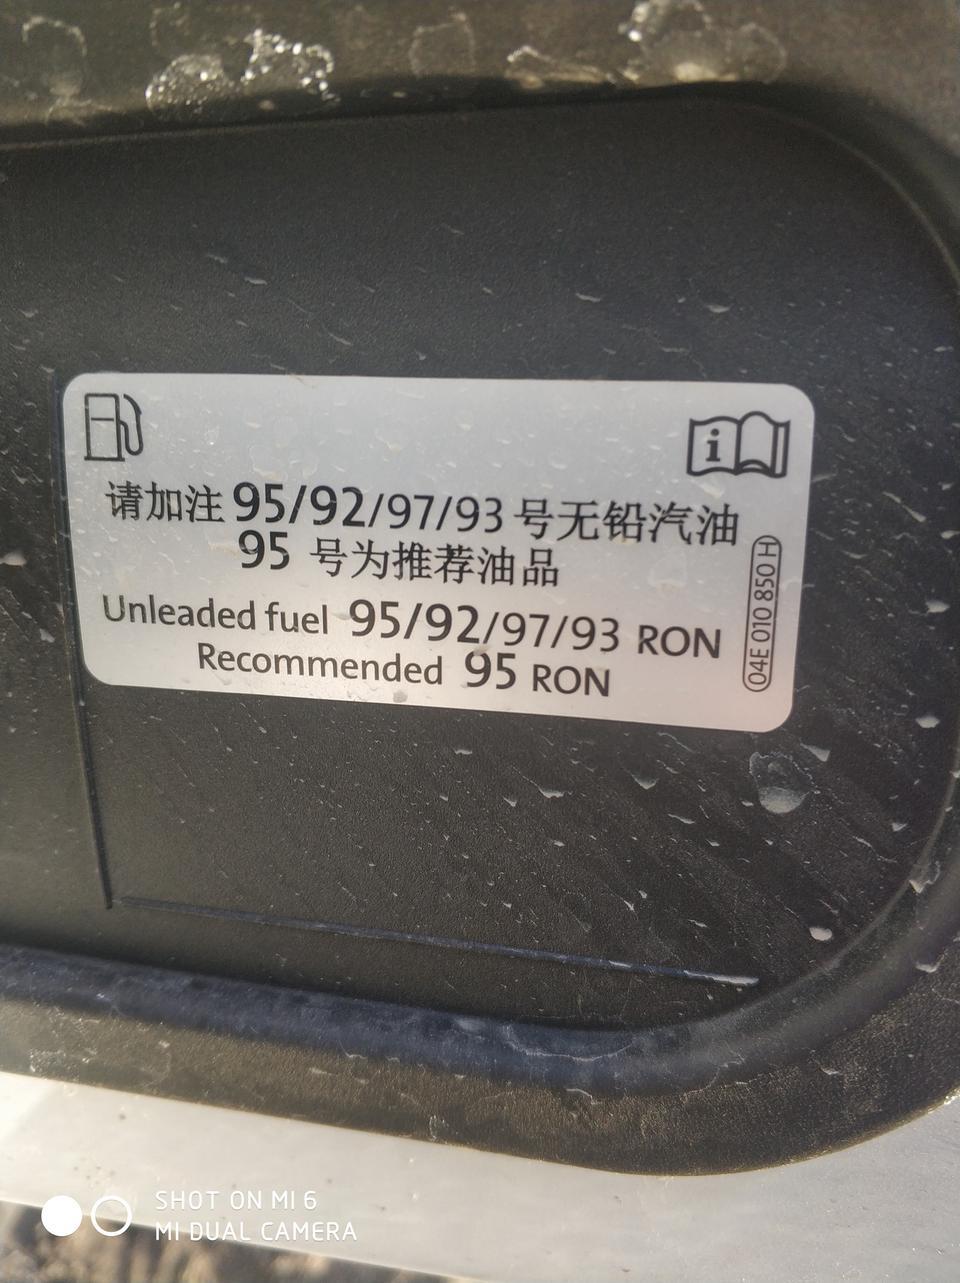 请加注 95/92/97/93 号无铅汽油
95 号为推荐油品
Unleaded fuel 95/92/97/93 RON
Recommended 95 RON
04E 010 850 H
SHOT ON MI 6
MI DUAL CAMERA